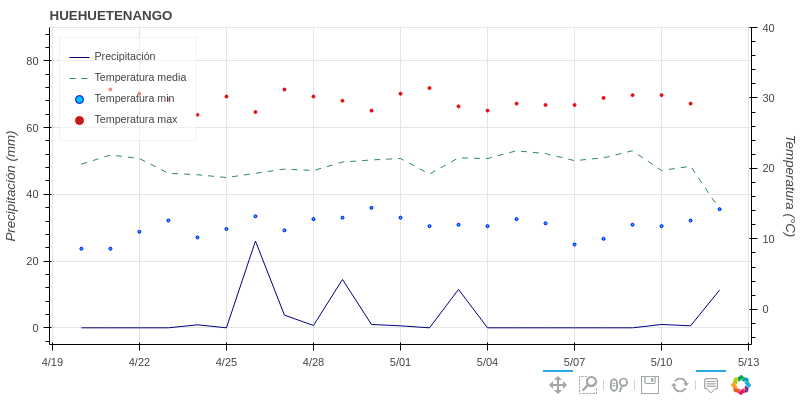 HUEHUETENANGO
Precipitación
Temperatura media
Temperatura min
Temperatura max
Precipitación (mm)
80
60
40
20
0
Temperatura (°C)
40
30
20
10
0
4/19 4/22 4/25 4/28 5/01 5/04 5/07 5/10 5/13